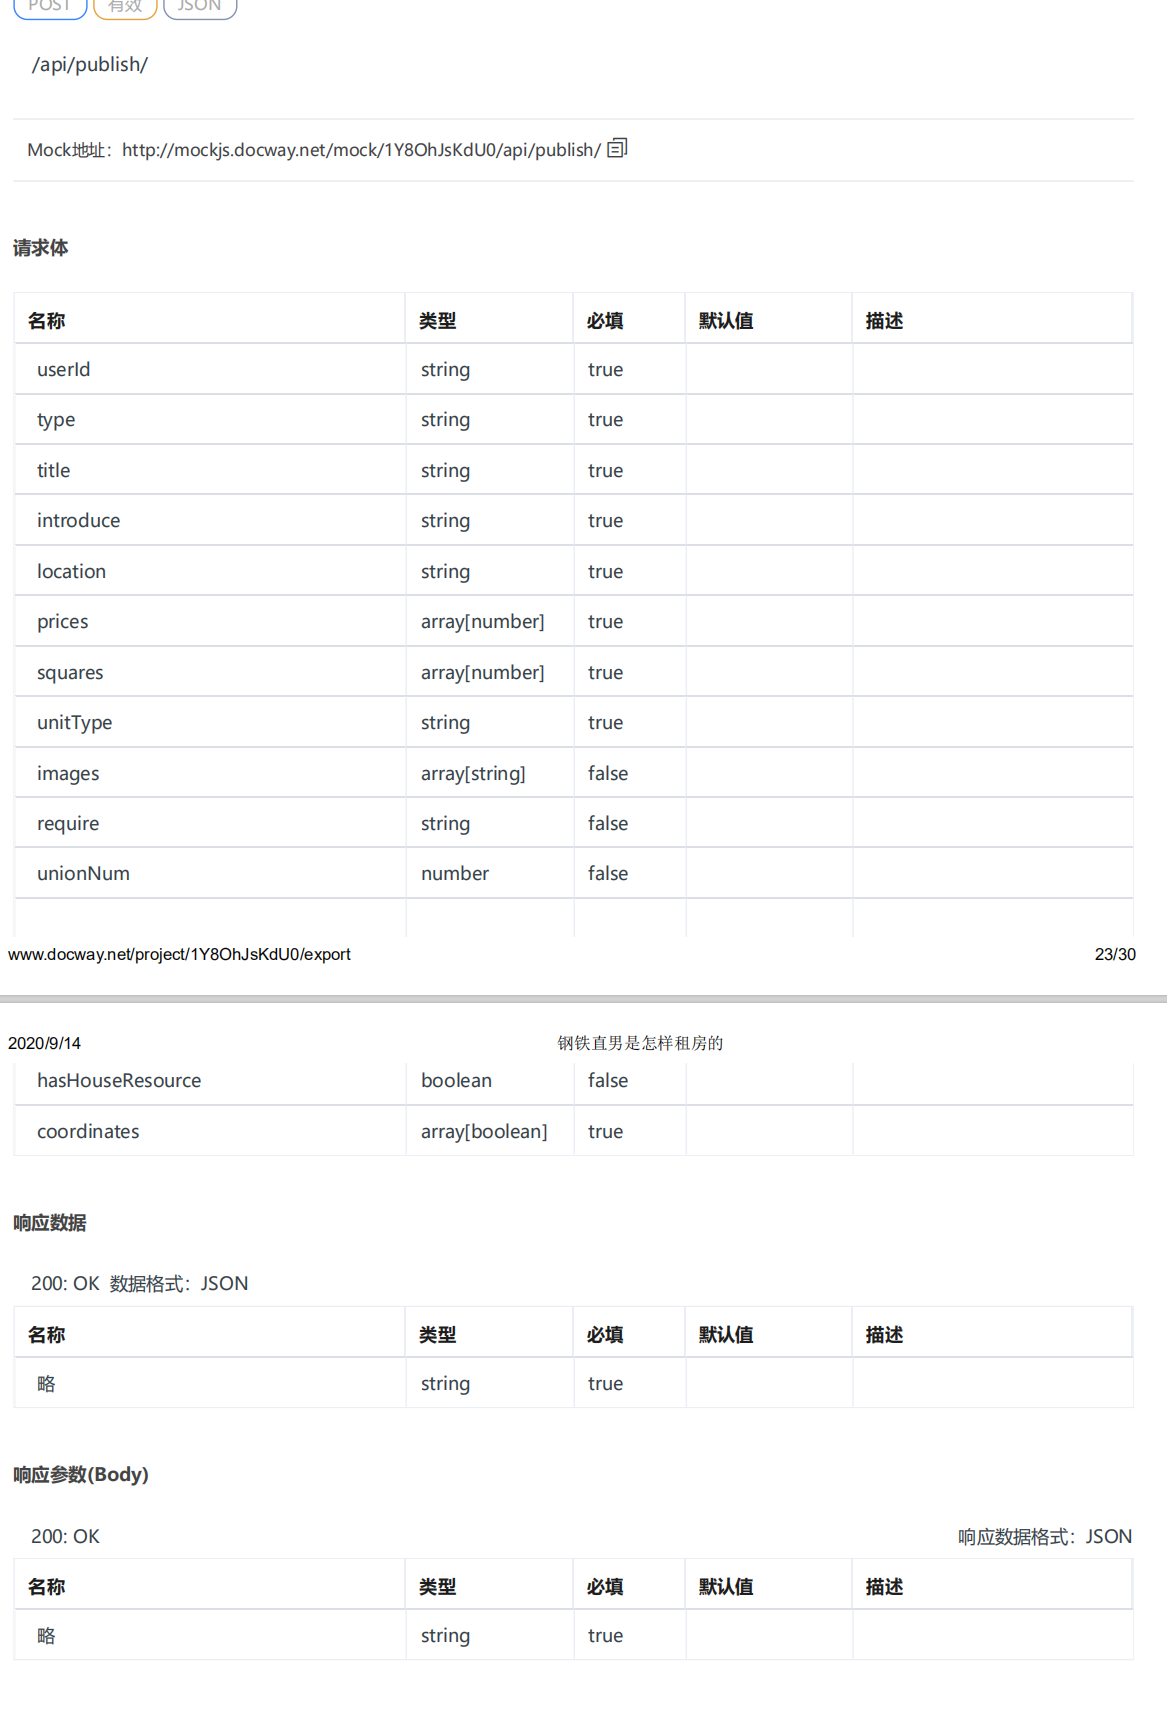 POST 有效 JSON
/api/publish/
Mock地址：http://mockjs.docway.net/mock/1Y8OhJsKdU0/api/publish/
请求体
名称 类型 必填 默认值 描述
userId string true
type string true
title string true
introduce string true
location string true
prices array[number] true
squares array[number] true
unitType string true
images array[string] false
require string false
unionNum number false
www.docway.net/project/1Y8OhJsKdU0/export 23/30
2020/9/14 钢铁直男是怎样租房的
hasHouseResource boolean false
coordinates array[boolean] true
响应数据
200: OK 数据格式：JSON
名称 类型 必填 默认值 描述
略 string true
响应参数(Body)
200: OK 响应数据格式：JSON
名称 类型 必填 默认值 描述
略 string true